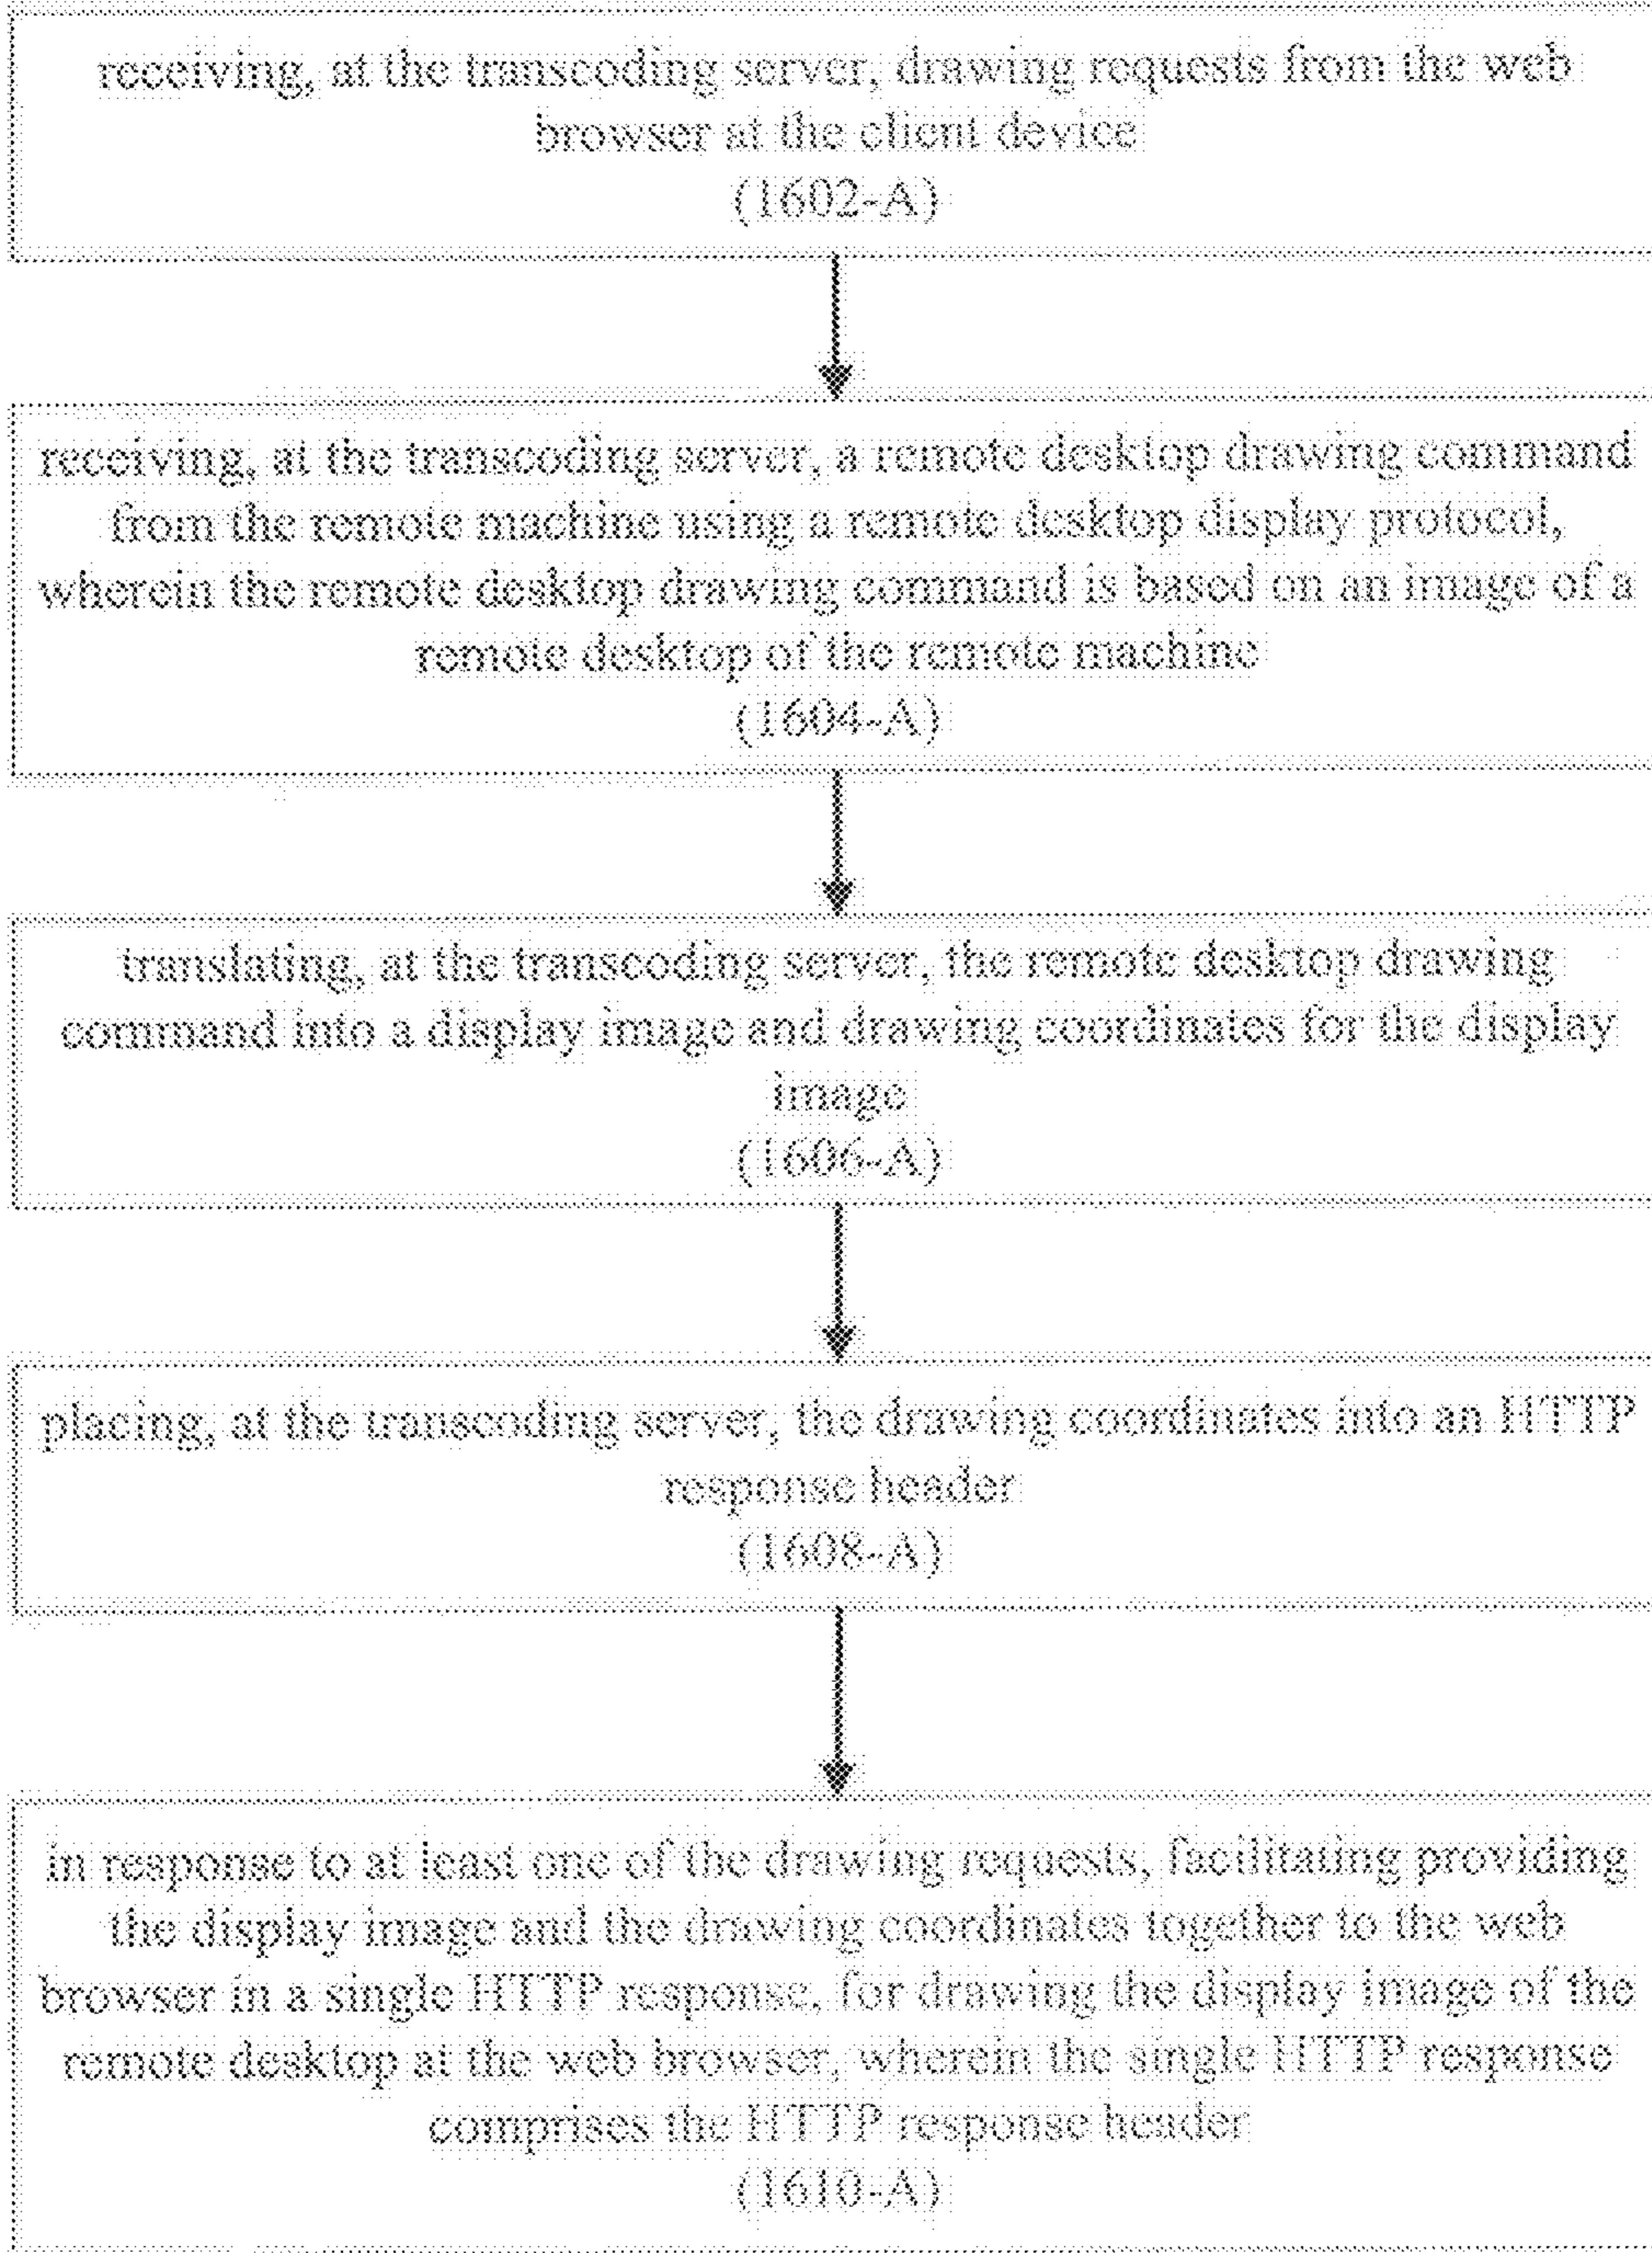 receiving, at the transcoding server, drawing requests from the web
browser at the client device
(1602-A)
receiving, at the transcoding server, a remote desktop drawing command
from the remote machine using a remote desktop display protocol,
wherein the remote desktop drawing command is based on an image of a
remote desktop of the remote machine
(1604-A)
translating, at the transcoding server, the remote desktop drawing
command into a display image and drawing coordinates for the display
image
(1606-A)
placing, at the transcoding server, the drawing coordinates into an HTTP
response header
(1608-A)
in response to at least one of the drawing requests, facilitating providing
the display image and the drawing coordinates together to the web
browser in a single HTTP response, for drawing the display image of the
remote desktop at the web browser, wherein the single HTTP response
comprises the HTTP response header
(1610-A)